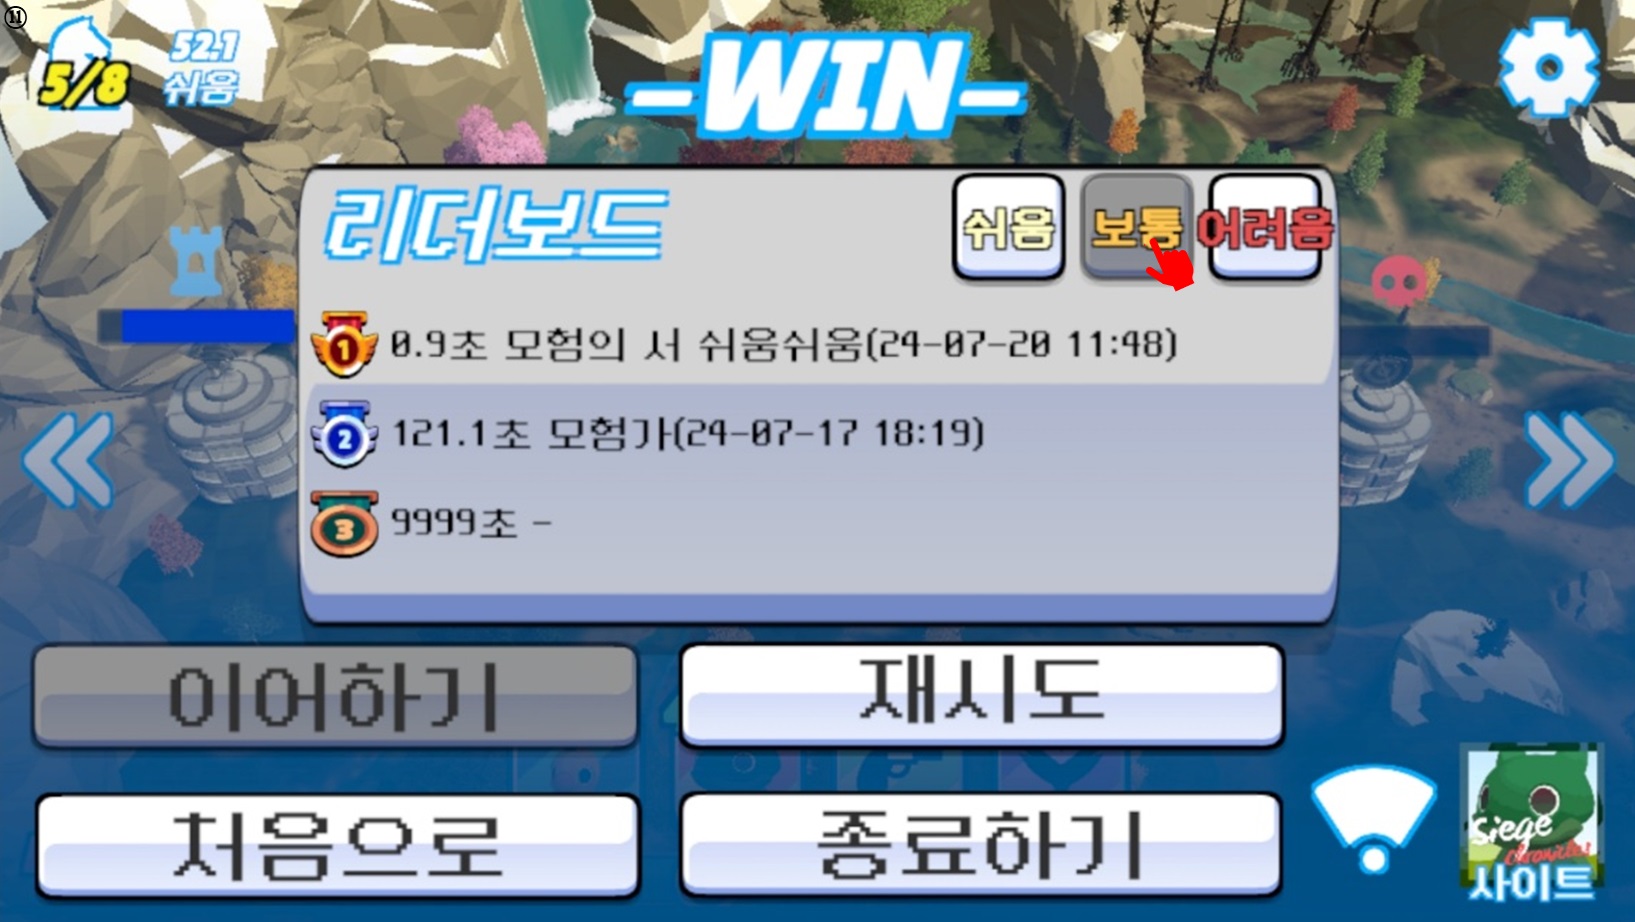 ⑪
5/8
52.1
쉬움
-WIN-
리더보드
쉬움 보통 어려움
1 0.9초 모험의 서 쉬움쉬움(24-07-20 11:48)
2 121.1초 모험가(24-07-17 18:19)
3 9999초 -
이어하기
재시도
처음으로
종료하기
Siege
Chronicles
사이트